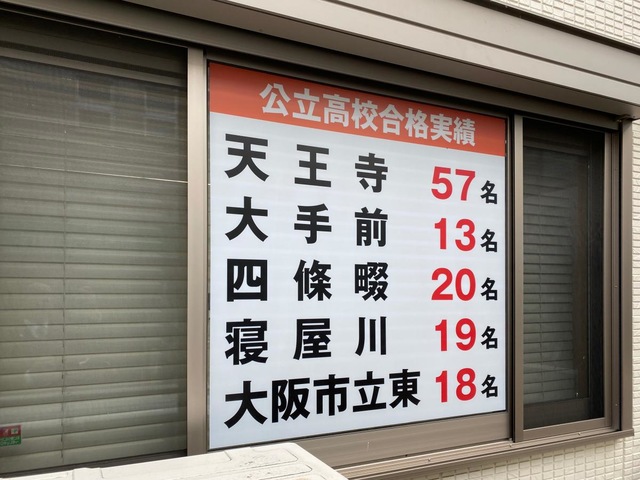 公立高校合格実績
天王寺 57名
大手前 13名
四條畷 20名
寝屋川 19名
大阪市立東 18名